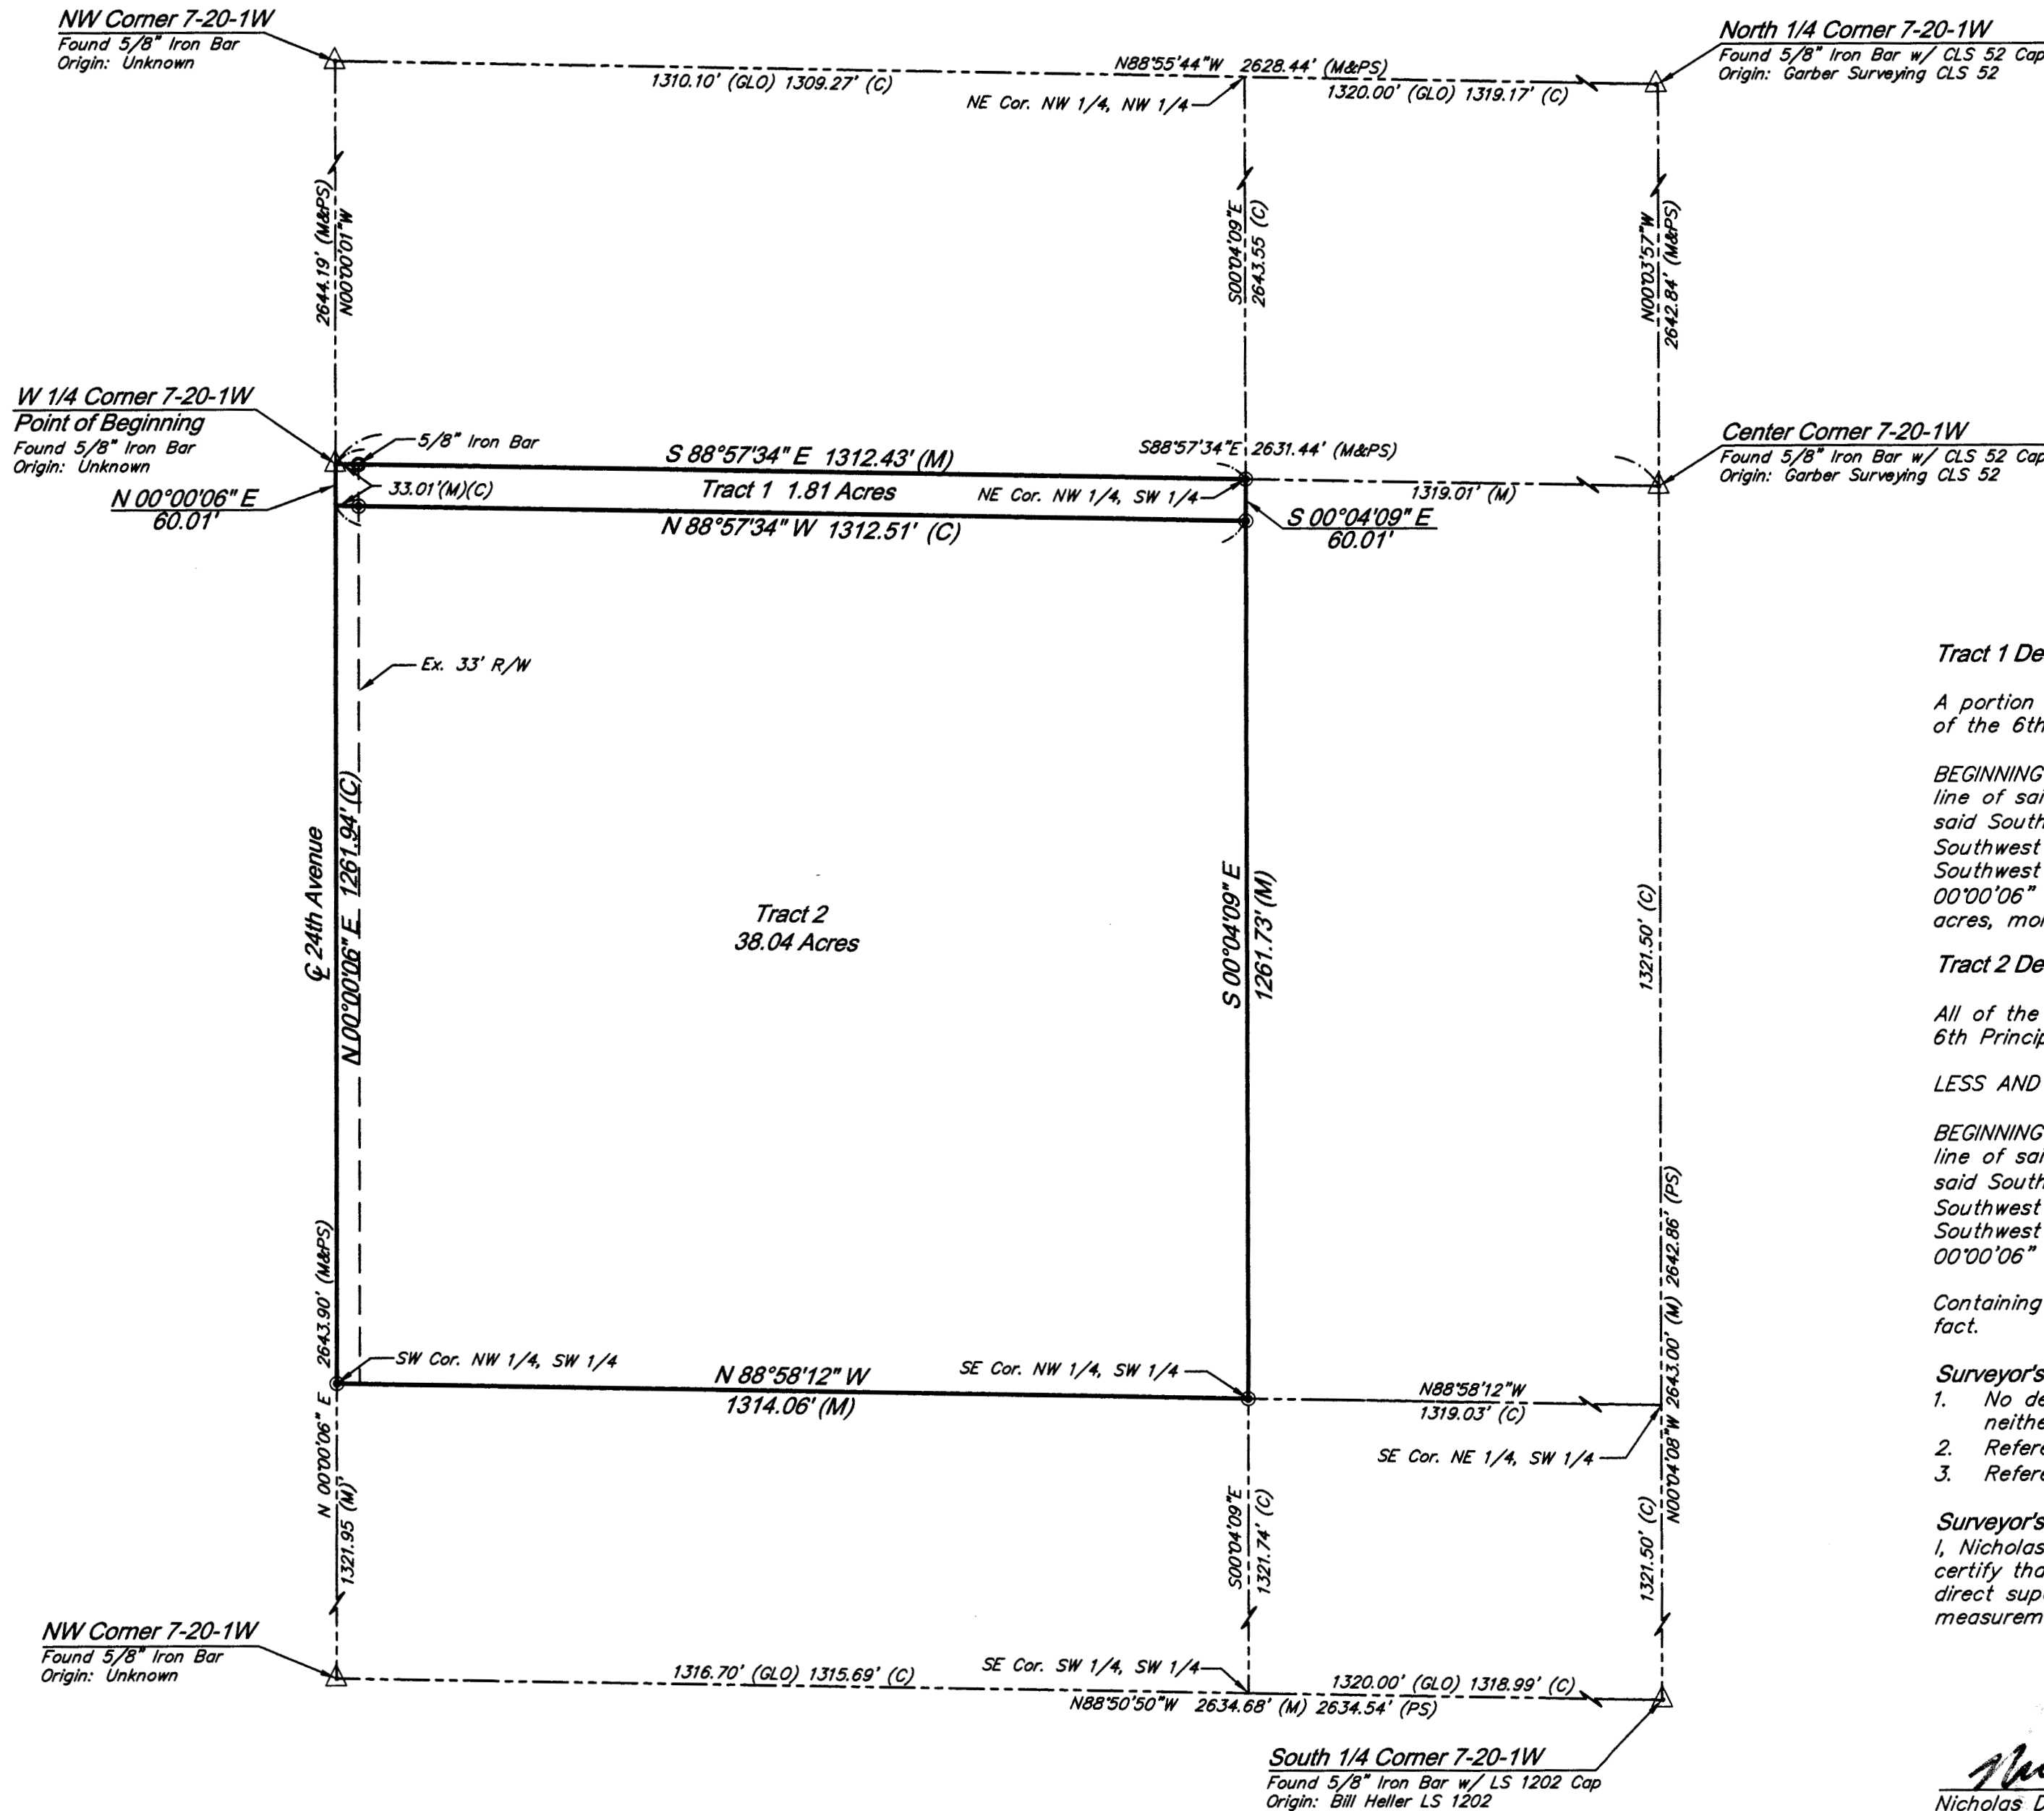 NW Corner 7-20-1W
Found 5/8" Iron Bar
Origin: Unknown
N88°55'44"W 2628.44' (M&PS)
1310.10' (GLO) 1309.27' (C)
1320.00' (GLO) 1319.17' (C)
NE Cor. NW 1/4, NW 1/4
North 1/4 Corner 7-20-1W
Found 5/8" Iron Bar w/ CLS 52 Cap
Origin: Garber Surveying CLS 52
2644.19' (M&PS)
N00°00'01"W
S00°04'09"E
2643.55 (C)
N00°03'57"W
2642.84' (M&PS)
W 1/4 Corner 7-20-1W
Point of Beginning
Found 5/8" Iron Bar
Origin: Unknown
N 00°00'06" E
60.01'
5/8" Iron Bar
33.01'(M)(C)
S 88°57'34" E 1312.43' (M)
Tract 1 1.81 Acres
N 88°57'34" W 1312.51' (C)
NE Cor. NW 1/4, SW 1/4
S88°57'34"E 2631.44' (M&PS)
1319.01' (M)
S 00°04'09" E
60.01'
Center Corner 7-20-1W
Found 5/8" Iron Bar w/ CLS 52 Cap
Origin: Garber Surveying CLS 52
Ex. 33' R/W
℄ 24th Avenue
N 00°00'06" E 1261.94' (C)
Tract 2
38.04 Acres
S 00°04'09" E
1261.73' (M)
1321.50' (C)
N 00°00'06" E 2643.90' (M&PS)
1321.95 (M)'
SW Cor. NW 1/4, SW 1/4
N 88°58'12" W
1314.06' (M)
SE Cor. NW 1/4, SW 1/4
N88°58'12"W
1319.03' (C)
SE Cor. NE 1/4, SW 1/4
N00°04'08"W 2643.00' (M) 2642.86' (PS)
S00°04'09"E
1321.74' (C)
1321.50' (C)
NW Corner 7-20-1W
Found 5/8" Iron Bar
Origin: Unknown
1316.70' (GLO) 1315.69' (C)
SE Cor. SW 1/4, SW 1/4
1320.00' (GLO) 1318.99' (C)
N88°50'50"W 2634.68' (M) 2634.54' (PS)
South 1/4 Corner 7-20-1W
Found 5/8" Iron Bar w/ LS 1202 Cap
Origin: Bill Heller LS 1202
Tract 1 De
A portion
of the 6th
BEGINNING
line of sai
said South
Southwest
Southwest
00°00'06"
acres, mor
Tract 2 De
All of the
6th Princip
LESS AND
BEGINNING
line of sai
said South
Southwest
Southwest
00°00'06"
Containing
fact.
Surveyor's
1. No de
neithe
2. Refere
3. Refere
Surveyor's
I, Nicholas
certify tha
direct supe
measurem
Nicholas